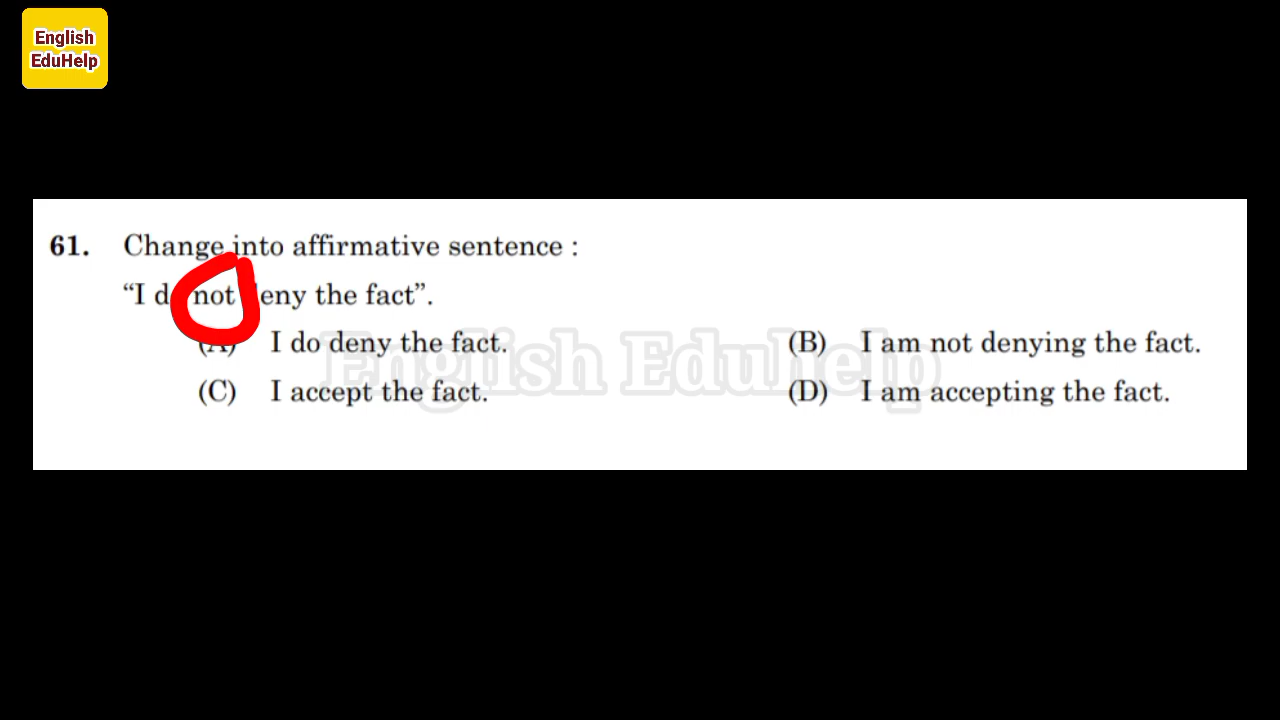 English
EduHelp
61. Change into affirmative sentence :
“I do not deny the fact”.
(A) I do deny the fact.
(B) I am not denying the fact.
(C) I accept the fact.
(D) I am accepting the fact.
English Eduhelp